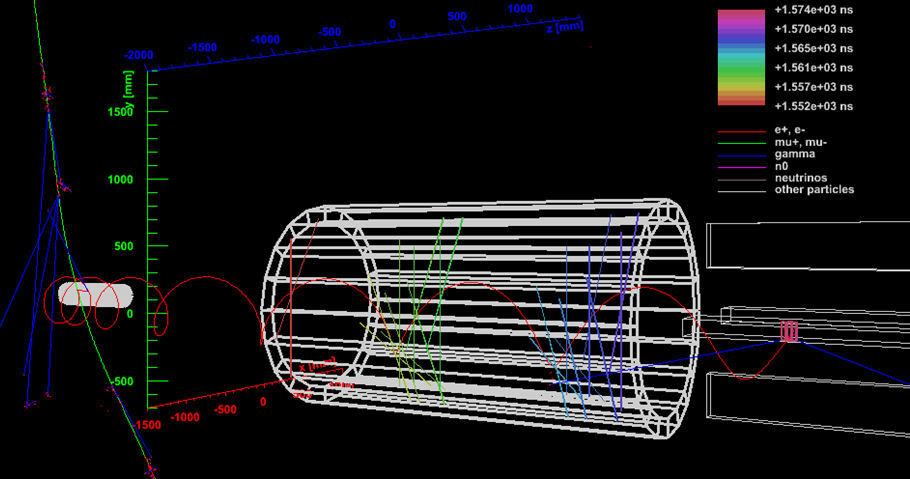 +1.574e+03 ns
+1.570e+03 ns
+1.565e+03 ns
+1.561e+03 ns
+1.557e+03 ns
+1.552e+03 ns
e+, e-
mu+, mu-
gamma
n0
neutrinos
other particles
-2000
-1500
-1000
-500
0
500
1000
z [mm]
y [mm]
1500
1000
500
0
-500
-1500
-1000
-500
0
x [mm]